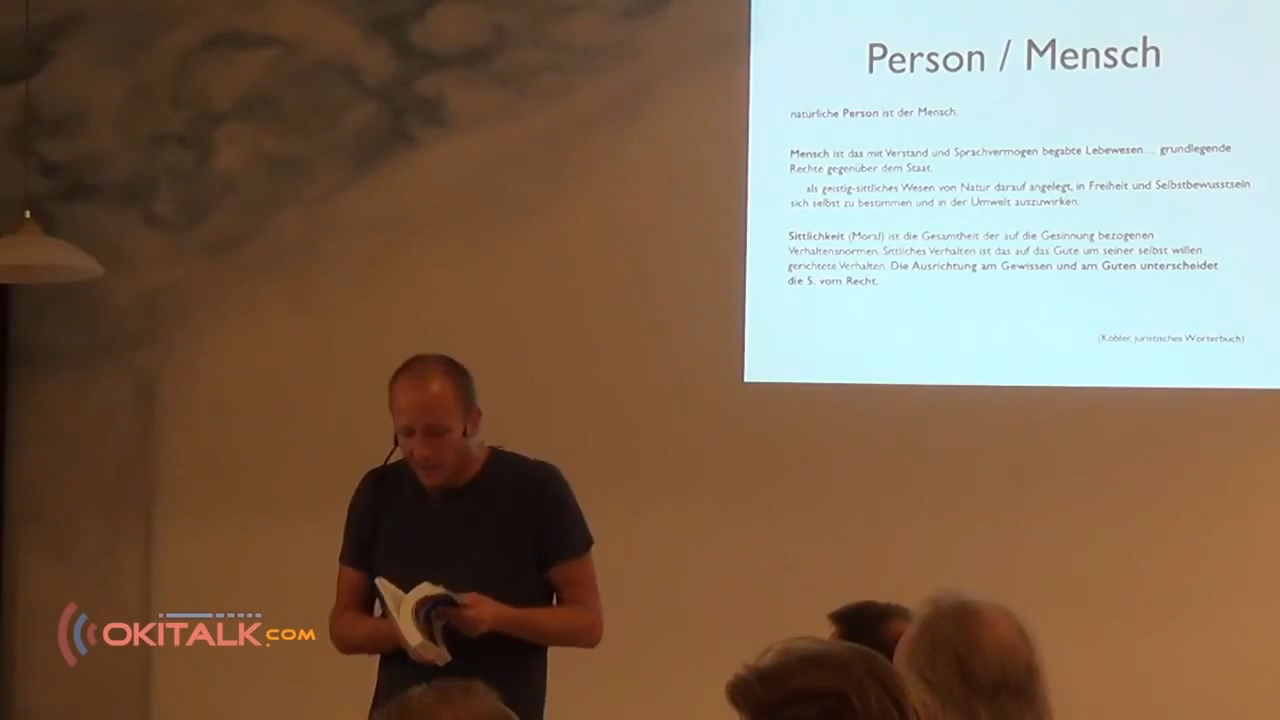 Person / Mensch
natürliche Person ist der Mensch.
Mensch ist das mit Verstand und Sprachvermögen begabte Lebewesen… grundlegende
Rechte gegenüber dem Staat.
… als geistig-sittliches Wesen von Natur darauf angelegt, in Freiheit und Selbstbewusstsein
sich selbst zu bestimmen und in der Umwelt auszuwirken.
Sittlichkeit (Moral) ist die Gesamtheit der auf die Gesinnung bezogenen
Verhaltensnormen. Sittliches Verhalten ist das auf das Gute um seiner selbst willen
gerichtete Verhalten. Die Ausrichtung am Gewissen und am Guten unterscheidet
die S. vom Recht.
(Köbler, juristisches Wörterbuch)
OKITALK.COM